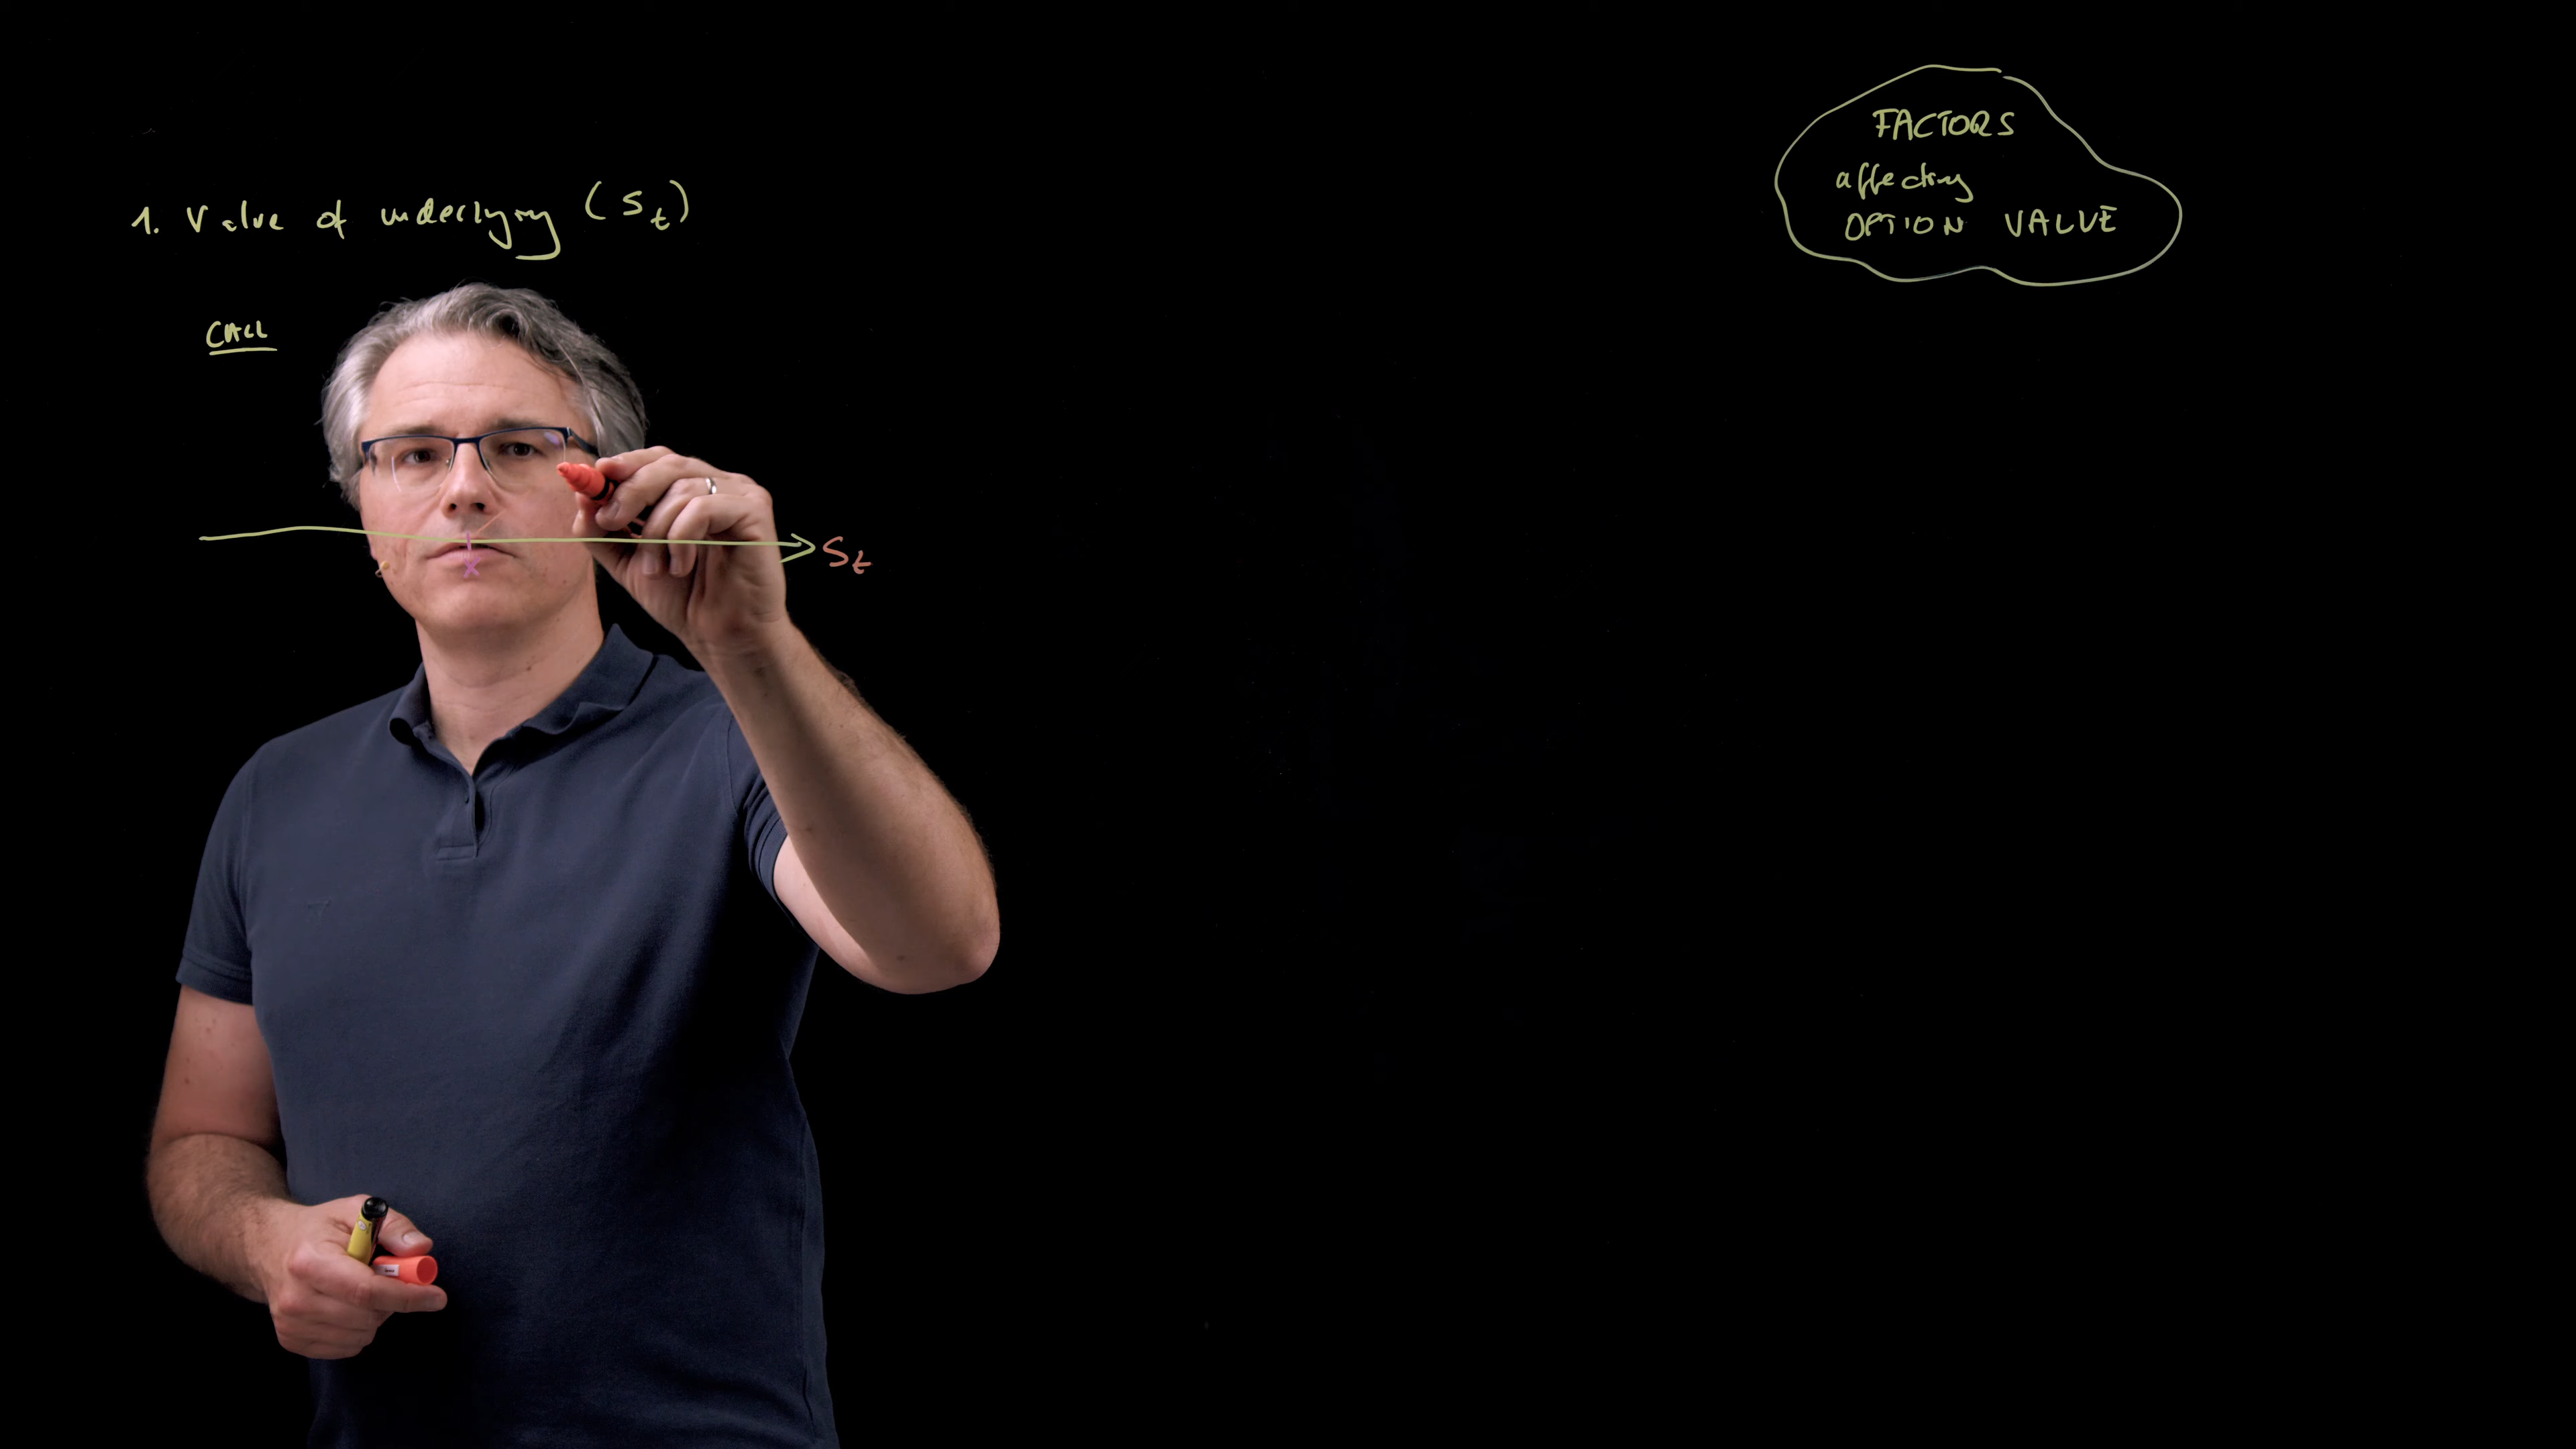 FACTORS
affecting
OPTION VALUE
1. Value of underlying (St)
CALL
X
St